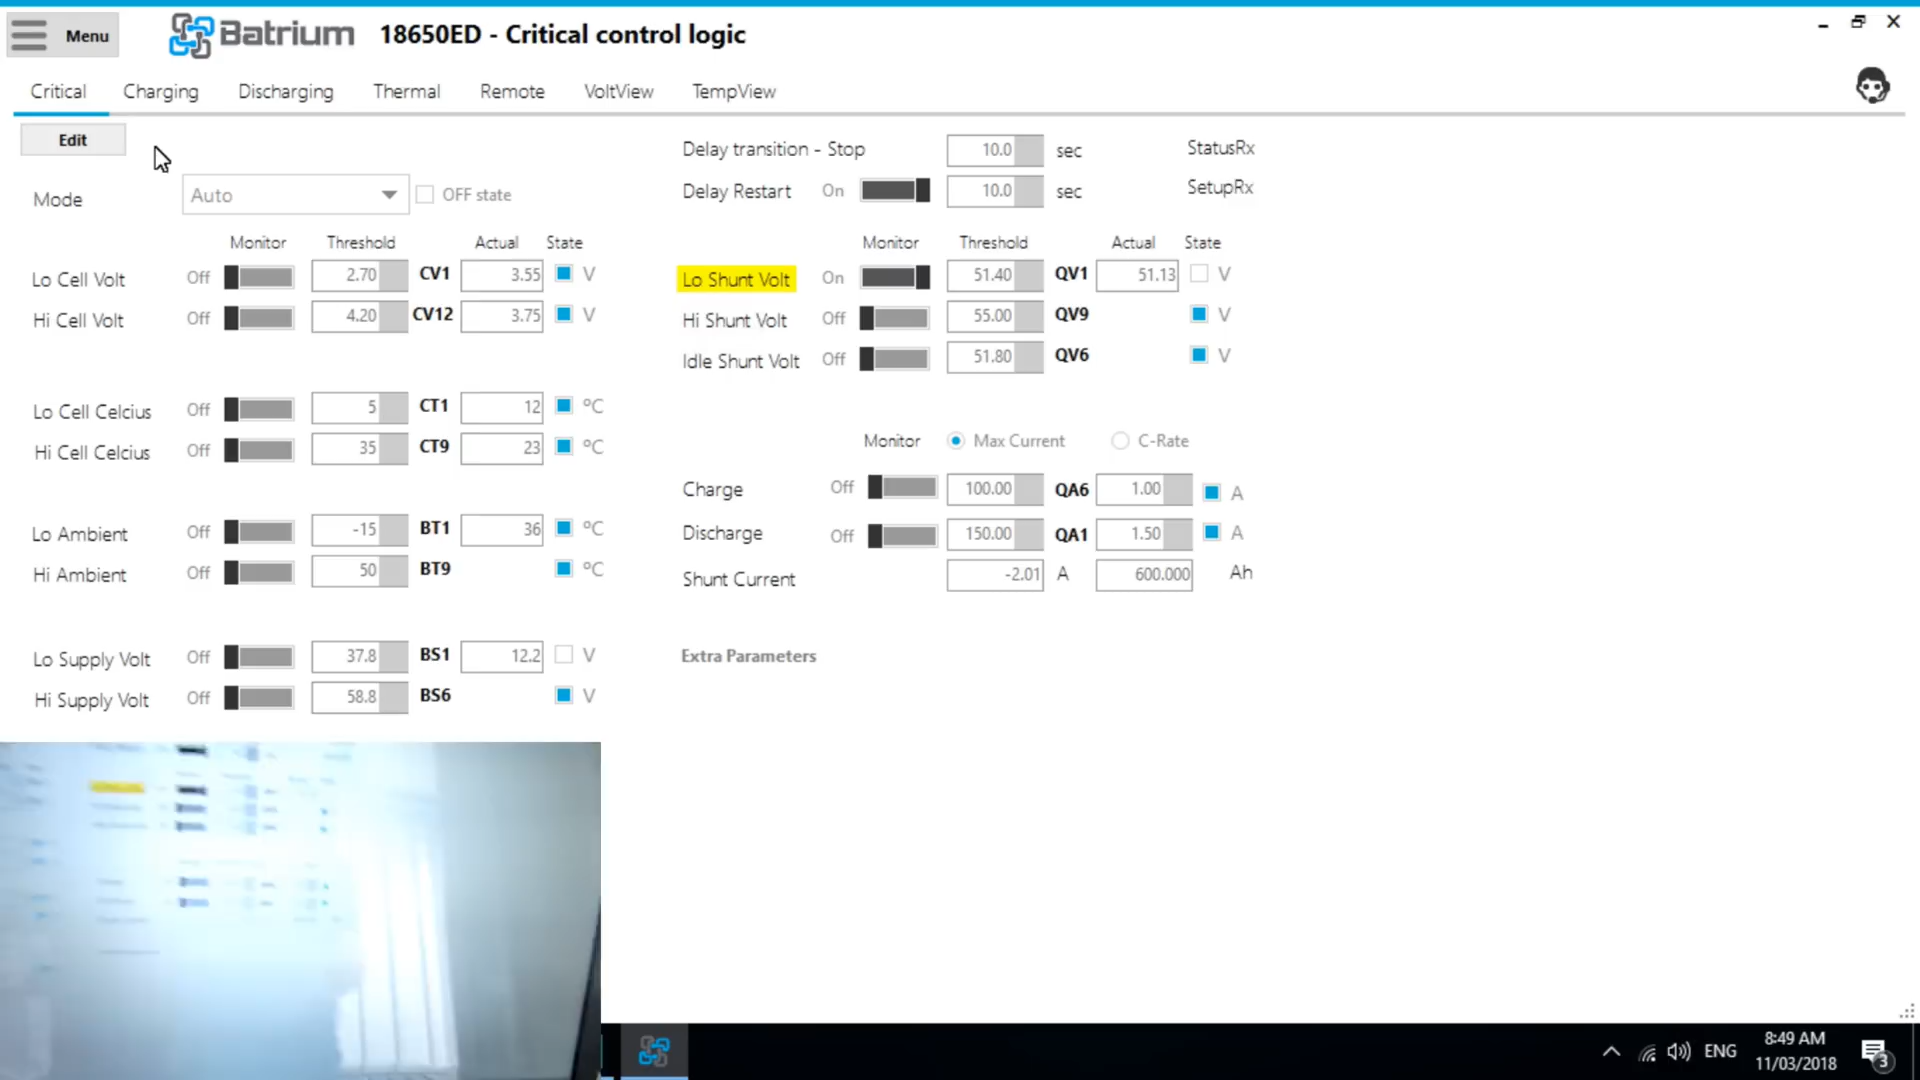 Menu
Batrium
18650ED - Critical control logic
Critical Charging Discharging Thermal Remote VoltView TempView
Edit
Mode Auto OFF state
Monitor Threshold Actual State
Lo Cell Volt Off 2.70 CV1 3.55 V
Hi Cell Volt Off 4.20 CV12 3.75 V
Lo Cell Celcius Off 5 CT1 12 ºC
Hi Cell Celcius Off 35 CT9 23 ºC
Lo Ambient Off -15 BT1 36 ºC
Hi Ambient Off 50 BT9 ºC
Lo Supply Volt Off 37.8 BS1 12.2 V
Hi Supply Volt Off 58.8 BS6 V
Delay transition - Stop 10.0 sec StatusRx
Delay Restart On 10.0 sec SetupRx
Monitor Threshold Actual State
Lo Shunt Volt On 51.40 QV1 51.13 V
Hi Shunt Volt Off 55.00 QV9 V
Idle Shunt Volt Off 51.80 QV6 V
Monitor Max Current C-Rate
Charge Off 100.00 QA6 1.00 A
Discharge Off 150.00 QA1 1.50 A
Shunt Current -2.01 A 600.000 Ah
Extra Parameters
ENG
8:49 AM
11/03/2018
3